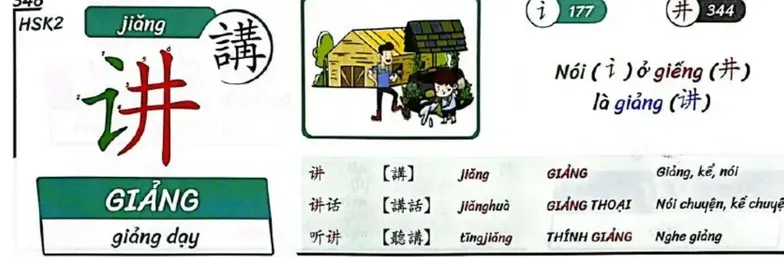 HSK2
jiǎng
講
讲
GIẢNG
giảng dạy
讠 177
井 344
Nói (讠) ở giếng (井)
là giảng (讲)
讲 【講】 jiǎng GIẢNG Giảng, kể, nói
讲话 【講話】 jiǎnghuà GIẢNG THOẠI Nói chuyện, kể
听讲 【聽講】 tīngjiǎng THÍNH GIẢNG Nghe giảng